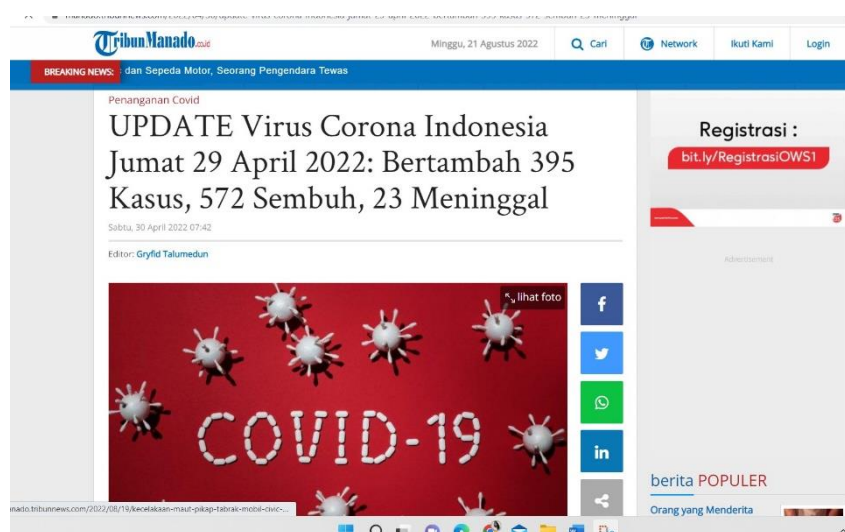 TribunManado.co.id
Minggu, 21 Agustus 2022
Cari
Network
Ikuti Kami
Login
BREAKING NEWS: dan Sepeda Motor, Seorang Pengendara Tewas
Penanganan Covid
UPDATE Virus Corona Indonesia
Jumat 29 April 2022: Bertambah 395
Kasus, 572 Sembuh, 23 Meninggal
Sabtu, 30 April 2022 07:42
Editor: Gryfid Talumedun
lihat foto
COVID-19
Registrasi :
bit.ly/RegistrasiOWS1
Advertisement
berita POPULER
Orang yang Menderita
anado.tribunnews.com/2022/08/19/kecelakaan-maut-pikap-tabrak-mobil-civic-...